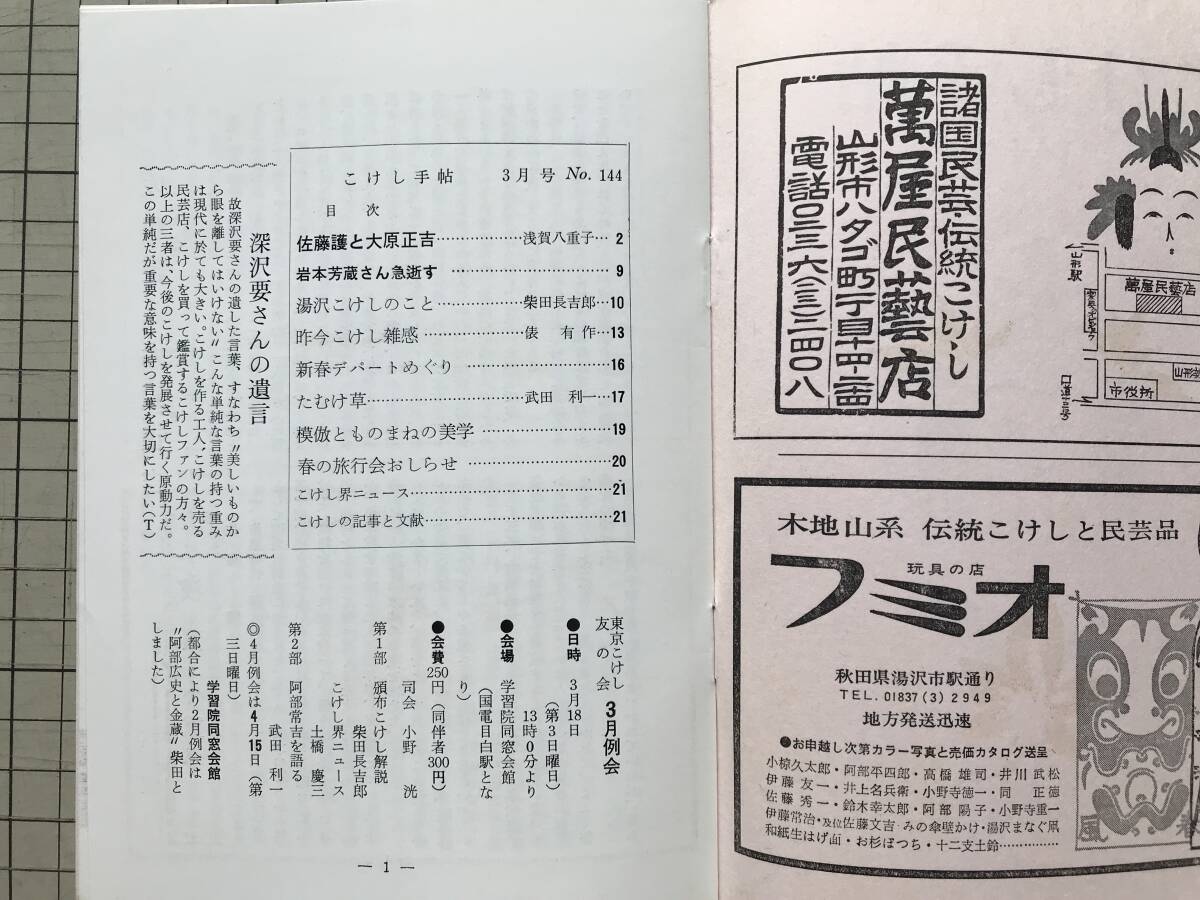 こけし手帖 3月号 No. 144
目次
佐藤護と大原正吉……………浅賀八重子…2
岩本芳蔵さん急逝す……………………………9
湯沢こけしのこと……………柴田長吉郎…10
昨今こけし雑感………………俵 有作…13
新春デパートめぐり……………………………16
たむけ草………………………武田 利一…17
模倣とものまねの美学…………………………19
春の旅行会おしらせ……………………………20
こけし界ニュース………………………………21
こけしの記事と文献……………………………21
深沢要さんの遺言
故深沢要さんの遺した言葉、すなわち〃美しいものか
ら眼を離してはいけない〃こんな単純な言葉の持つ重み
は現代に於ても大きい。こけしを作る工人、こけしを売る
民芸店、こけしを買って鑑賞するこけしファンの方々。
以上の三者は、今後のこけしを発展させて行く原動力だ。
この単純だが重要な意味を持つ言葉を大切にしたい(T)
東京こけし
友の会 3月例会
●日時 3月18日
(第3日曜日)
13時0分より
●会場 学習院同窓会館
(国電目白駅とな
り)
●会費 250円(同伴者300円)
司会 小野 洸
第1部 頒布こけし解説
柴田長吉郎
こけし界ニュース
土橋 慶三
第2部 阿部常吉を語る
武田 利一
◎4月例会は4月15日(第
三日曜日)
学習院同窓会館
(都合により2月例会は
〃阿部広史と金蔵〃柴田と
しました)
— 1 —
諸国民芸・伝統こけし
萬屋民藝店
山形市八タゴ町二丁目十四-二四
電話〇二三六(三三)二四〇八
山形駅
萬屋民藝店
市役所
木地山系 伝統こけしと民芸品
玩具の店
フミオ
秋田県湯沢市駅通り
TEL. 01837(3)2949
地方発送迅速
●お申越し次第カラー写真と売価カタログ送呈
小椋久太郎・阿部平四郎・高橋雄司・井川武松
伊藤友一・井上名兵衛・小野寺徳一・同 正徳
佐藤秀一・鈴木幸太郎・阿部陽子・小野寺重一
伊藤常治・及位佐藤文吉・みの傘壁かけ・湯沢まなぐ凧
和紙生はげ面・お杉ぼっち・十二支土鈴……………
風
春